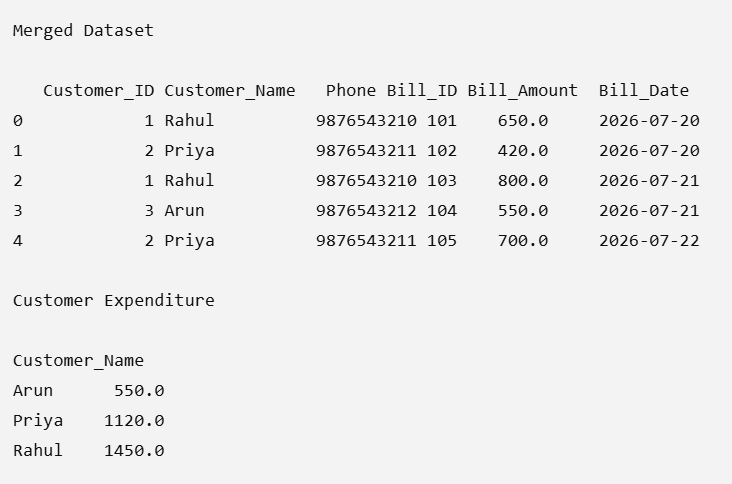 Merged Dataset
Customer_ID Customer_Name Phone Bill_ID Bill_Amount Bill_Date
0 1 Rahul 9876543210 101 650.0 2026-07-20
1 2 Priya 9876543211 102 420.0 2026-07-20
2 1 Rahul 9876543210 103 800.0 2026-07-21
3 3 Arun 9876543212 104 550.0 2026-07-21
4 2 Priya 9876543211 105 700.0 2026-07-22
Customer Expenditure
Customer_Name
Arun 550.0
Priya 1120.0
Rahul 1450.0